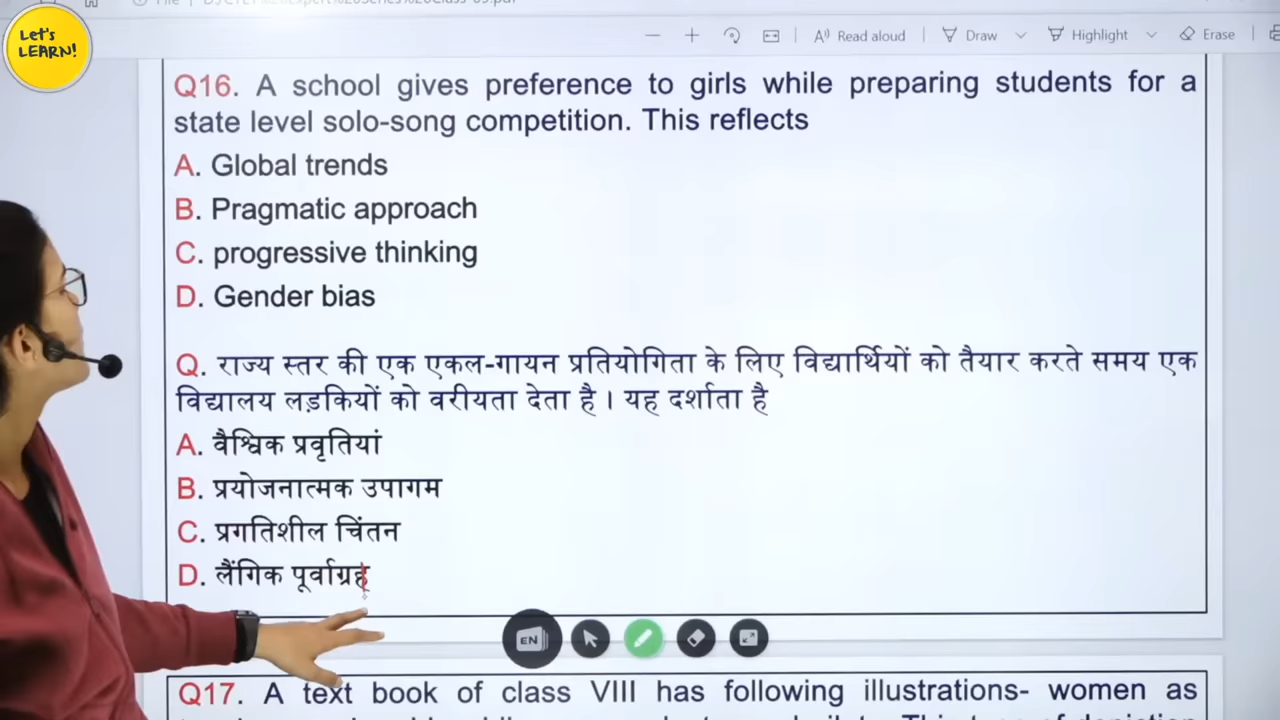 Let's
LEARN!
Read aloud
Draw
Highlight
Erase
Q16. A school gives preference to girls while preparing students for a
state level solo-song competition. This reflects
A. Global trends
B. Pragmatic approach
C. progressive thinking
D. Gender bias
Q. राज्य स्तर की एक एकल-गायन प्रतियोगिता के लिए विद्यार्थियों को तैयार करते समय एक
विद्यालय लड़कियों को वरीयता देता है। यह दर्शाता है
A. वैश्विक प्रवृतियां
B. प्रयोजनात्मक उपागम
C. प्रगतिशील चिंतन
D. लैंगिक पूर्वाग्रह
EN
Q17. A text book of class VIII has following illustrations- women as